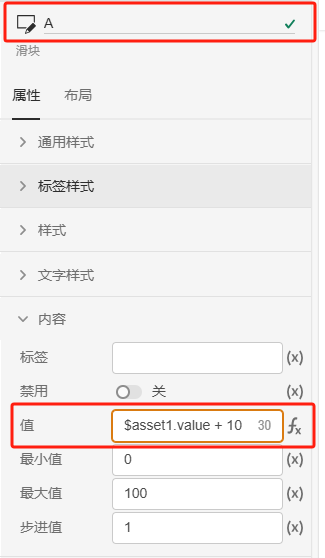 A
滑块
属性 布局
通用样式
标签样式
样式
文字样式
内容
标签 (x)
禁用 关 (x)
值 $asset1.value + 10 30 fx
最小值 0 (x)
最大值 100 (x)
步进值 1 (x)